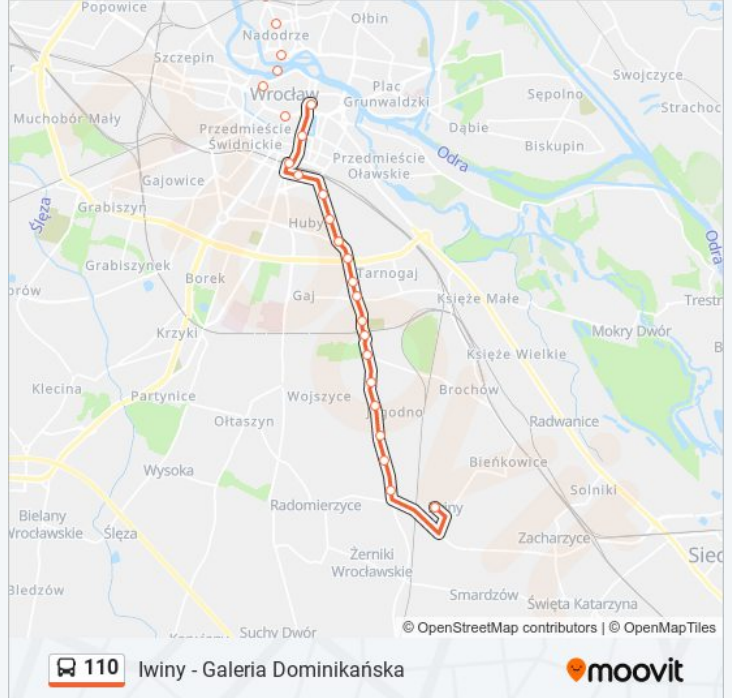 Popowice
Ołbin
Nadodrze
Szczepin
Swojczyce
Plac
Grunwaldzki
Wrocław
Sępolno
Strachoc
Muchobór Mały
Przedmieście
Świdnickie
Dąbie
Biskupin
Przedmieście
Oławskie
Odra
Gajowice
Ślęza
Grabiszyn
Huby
Odra
Grabiszynek
Borek
Tarnogaj
Gaj
Księże Małe
Trestr
Krzyki
Mokry Dwór
Księże Wielkie
Klecina
Partynice
Wojszyce
Brochów
Jagodno
Ołtaszyn
Radwanice
Wysoka
Bieńkowice
Solniki
Radomierzyce
Iwiny
Bielany
Wrocławskie
Ślęza
Zacharzyce
Żerniki
Wrocławskie
Siec
Bledzów
Smardzów
Święta Katarzyna
Suchy Dwór
© OpenStreetMap contributors | © OpenMapTiles
110 Iwiny - Galeria Dominikańska
moovit